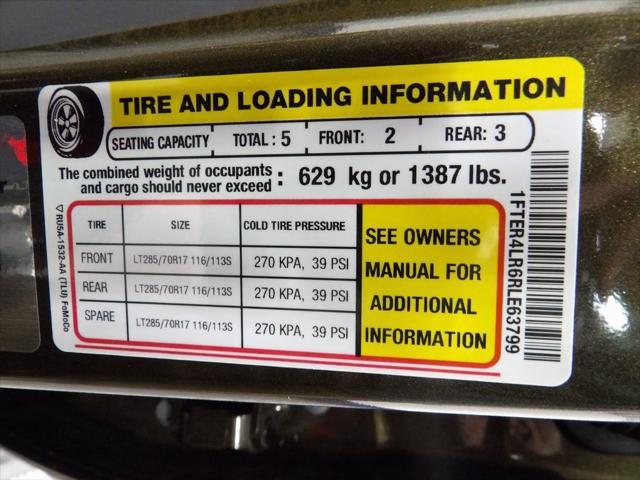 TIRE AND LOADING INFORMATION
SEATING CAPACITY TOTAL : 5 FRONT: 2 REAR: 3
The combined weight of occupants
and cargo should never exceed : 629 kg or 1387 lbs.
TIRE SIZE COLD TIRE PRESSURE
FRONT LT285/70R17 116/113S 270 KPA, 39 PSI
REAR LT285/70R17 116/113S 270 KPA, 39 PSI
SPARE LT285/70R17 116/113S 270 KPA, 39 PSI
SEE OWNERS
MANUAL FOR
ADDITIONAL
INFORMATION
RU5A-1532-AA (TLU) FoMoCo
1FTER4LR6RLE63799